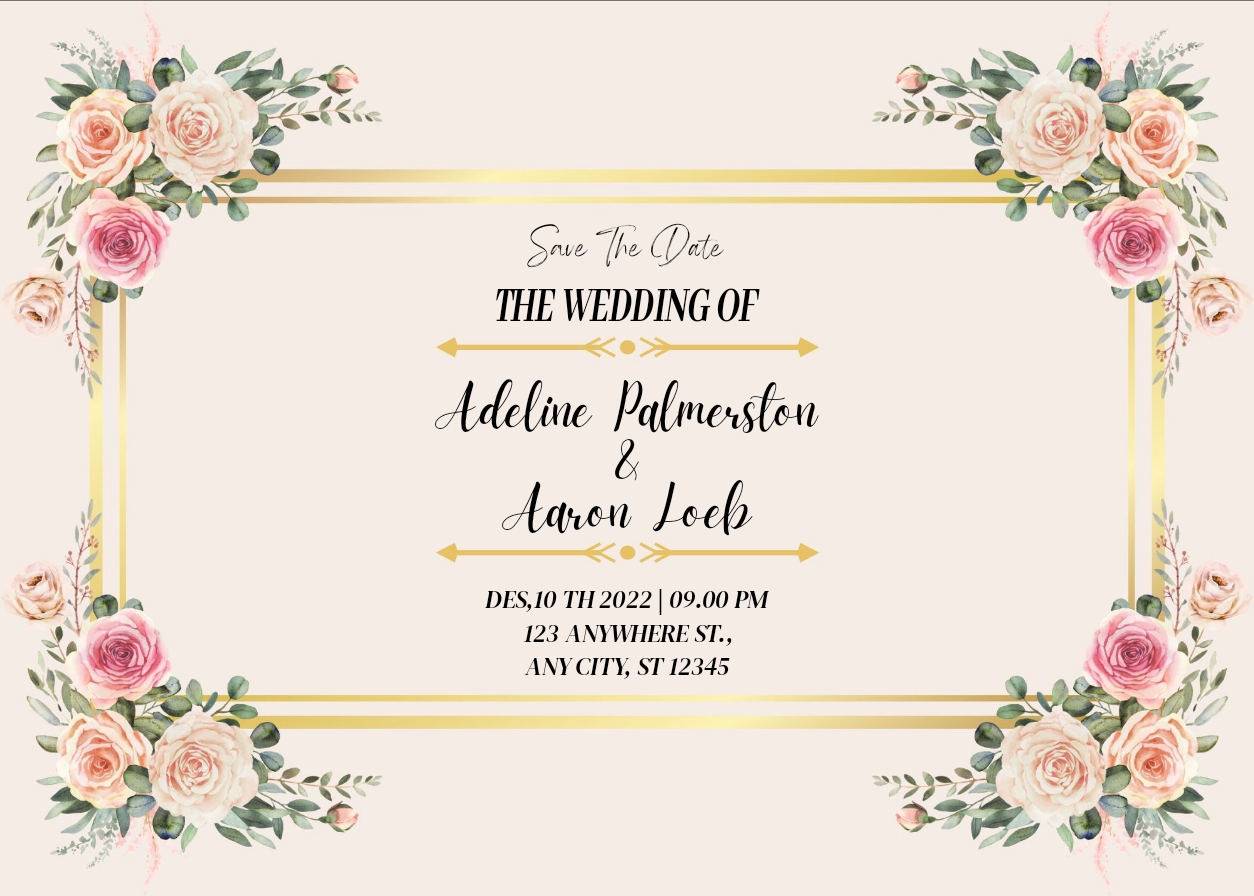 Save The Date
THE WEDDING OF
Adeline Palmerston
&
Aaron Loeb
DES,10 TH 2022 | 09.00 PM
123 ANYWHERE ST.,
ANY CITY, ST 12345